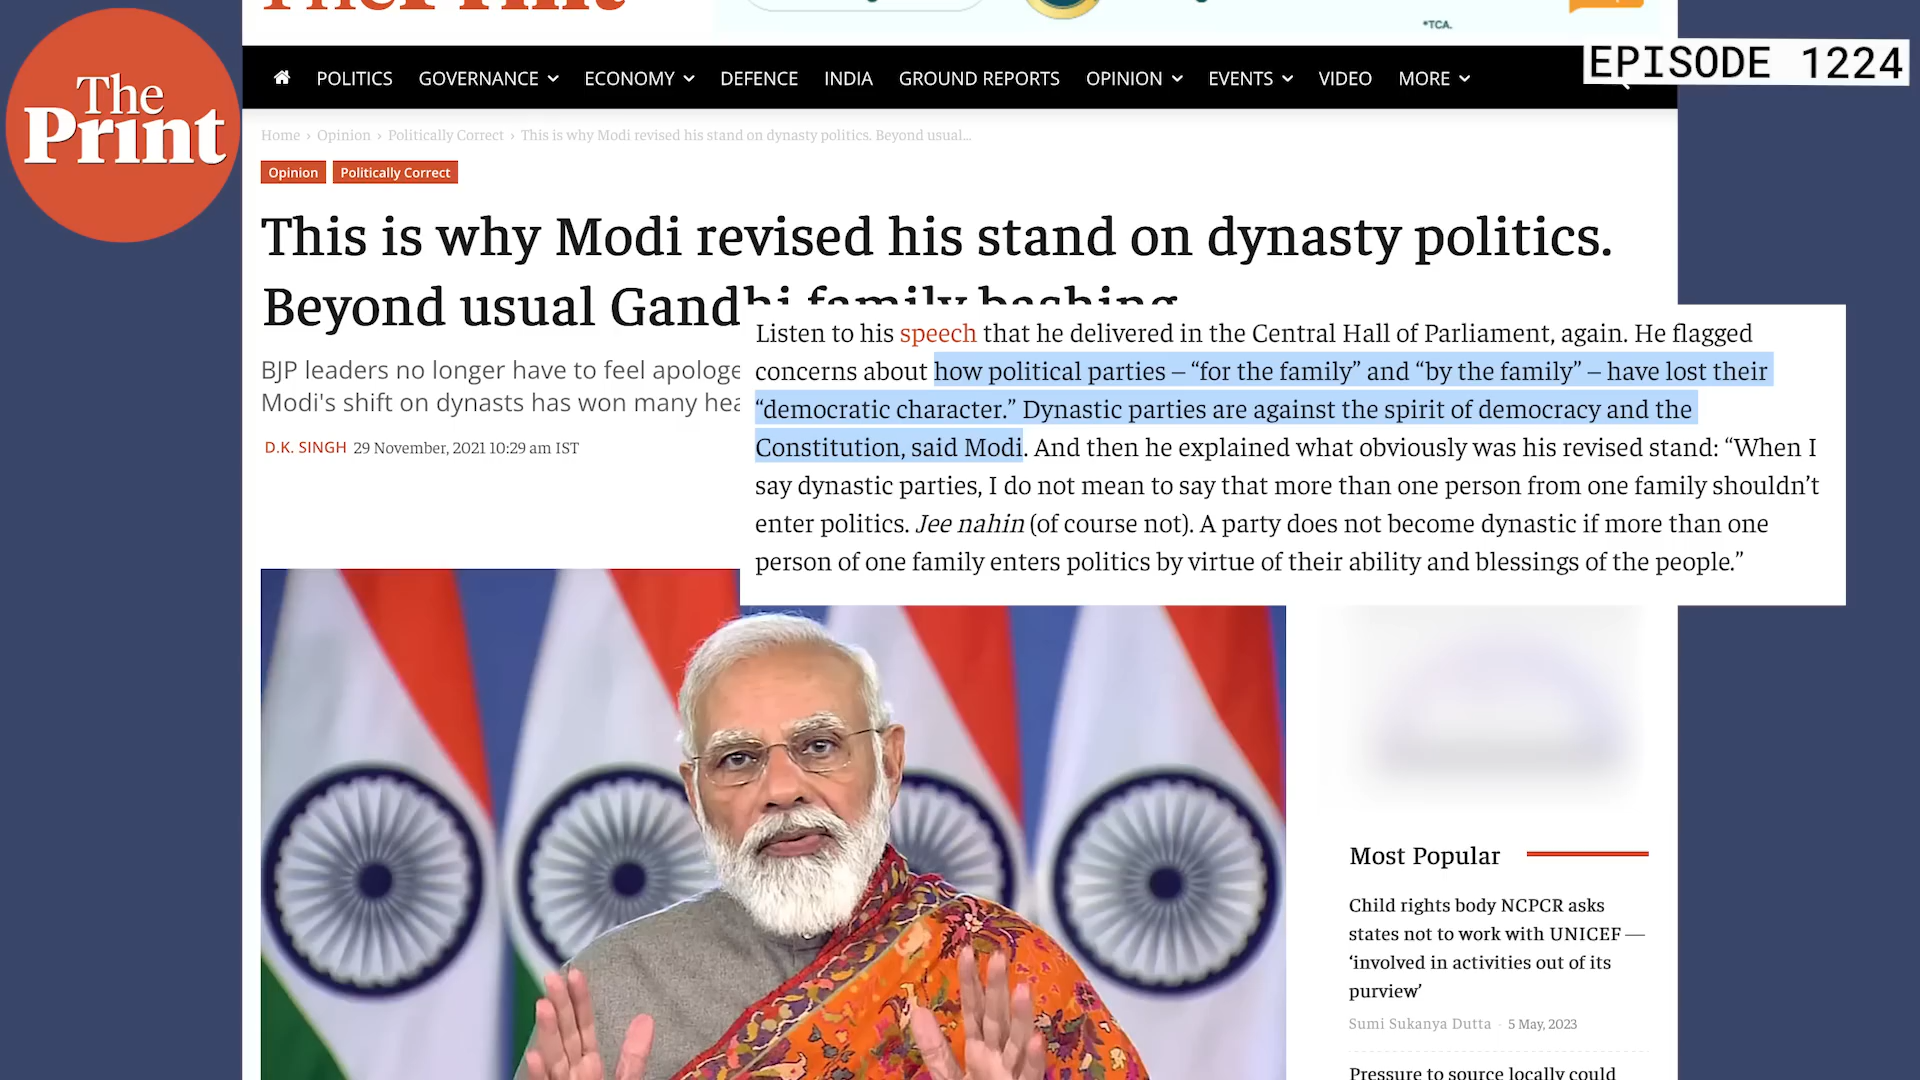 The
Print
*TCA.
EPISODE 1224
POLITICS GOVERNANCE ECONOMY DEFENCE INDIA GROUND REPORTS OPINION EVENTS VIDEO MORE
Home › Opinion › Politically Correct › This is why Modi revised his stand on dynasty politics. Beyond usual...
Opinion Politically Correct
This is why Modi revised his stand on dynasty politics.
Beyond usual Gandhi family bashing
BJP leaders no longer have to feel
Modi's shift on dynasts has won many
D.K. SINGH 29 November, 2021 10:29 am IST
Listen to his speech that he delivered in the Central Hall of Parliament, again. He flagged
concerns about how political parties – “for the family” and “by the family” – have lost their
“democratic character.” Dynastic parties are against the spirit of democracy and the
Constitution, said Modi. And then he explained what obviously was his revised stand: “When I
say dynastic parties, I do not mean to say that more than one person from one family shouldn’t
enter politics. Jee nahin (of course not). A party does not become dynastic if more than one
person of one family enters politics by virtue of their ability and blessings of the people.”
Most Popular
Child rights body NCPCR asks
states not to work with UNICEF —
‘involved in activities out of its
purview’
Sumi Sukanya Dutta - 5 May, 2023
Pressure to source locally could